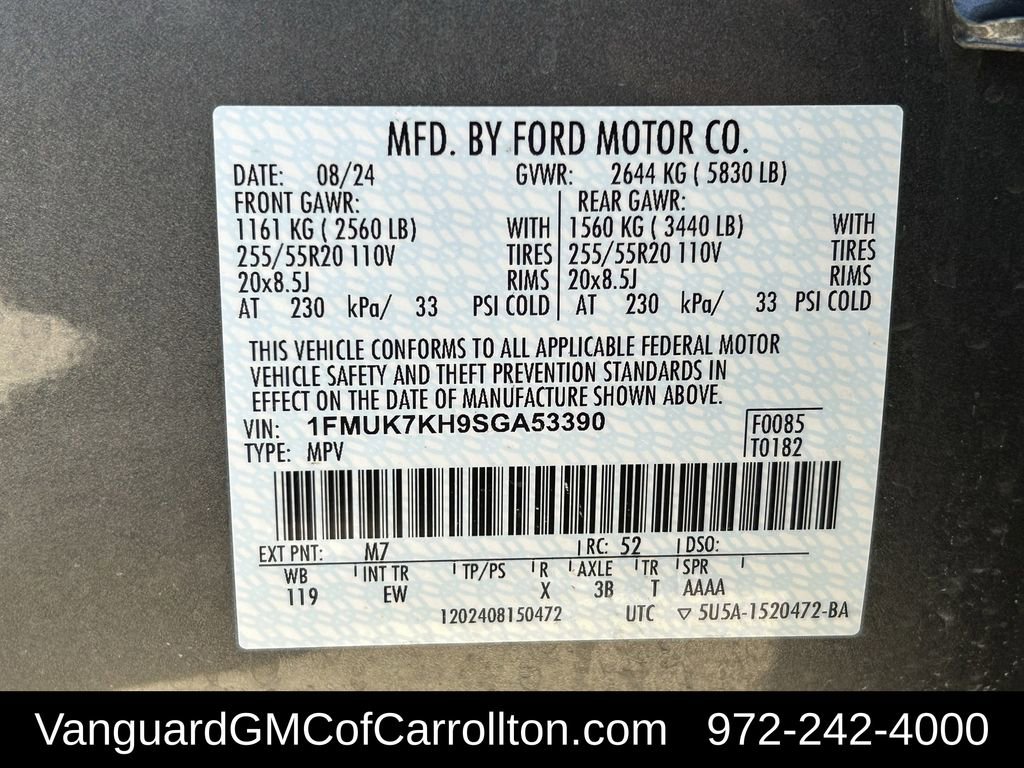 MFD. BY FORD MOTOR CO.
DATE: 08/24 GVWR: 2644 KG ( 5830 LB)
FRONT GAWR: REAR GAWR:
1161 KG ( 2560 LB) WITH 1560 KG ( 3440 LB) WITH
255/55R20 110V TIRES 255/55R20 110V TIRES
20x8.5J RIMS 20x8.5J RIMS
AT 230 kPa/ 33 PSI COLD AT 230 kPa/ 33 PSI COLD
THIS VEHICLE CONFORMS TO ALL APPLICABLE FEDERAL MOTOR
VEHICLE SAFETY AND THEFT PREVENTION STANDARDS IN
EFFECT ON THE DATE OF MANUFACTURE SHOWN ABOVE.
VIN: 1FMUK7KH9SGA53390 F0085
TYPE: MPV T0182
EXT PNT: M7 RC: 52 DSO:
WB INT TR TP/PS R AXLE TR SPR
119 EW X 3B T AAAA
1202408150472 UTC ▽ 5U5A-1520472-BA
VanguardGMCofCarrollton.com 972-242-4000